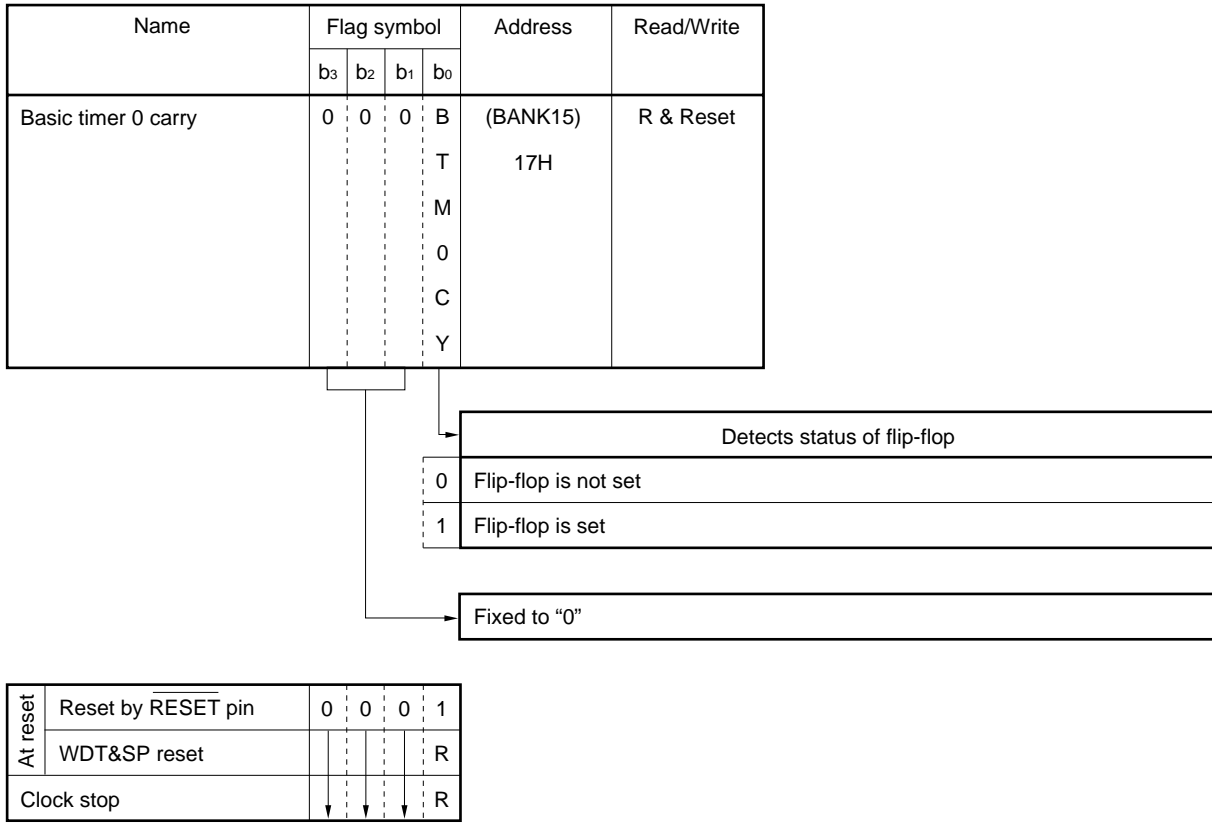 Name Flag symbol Address Read/Write
b3 b2 b1 b0
Basic timer 0 carry 0 0 0 B (BANK15) R & Reset
T 17H
M
0
C
Y
Detects status of flip-flop
0 Flip-flop is not set
1 Flip-flop is set
Fixed to “0”
At reset
Reset by RESET pin 0 0 0 1
WDT&SP reset R
Clock stop R